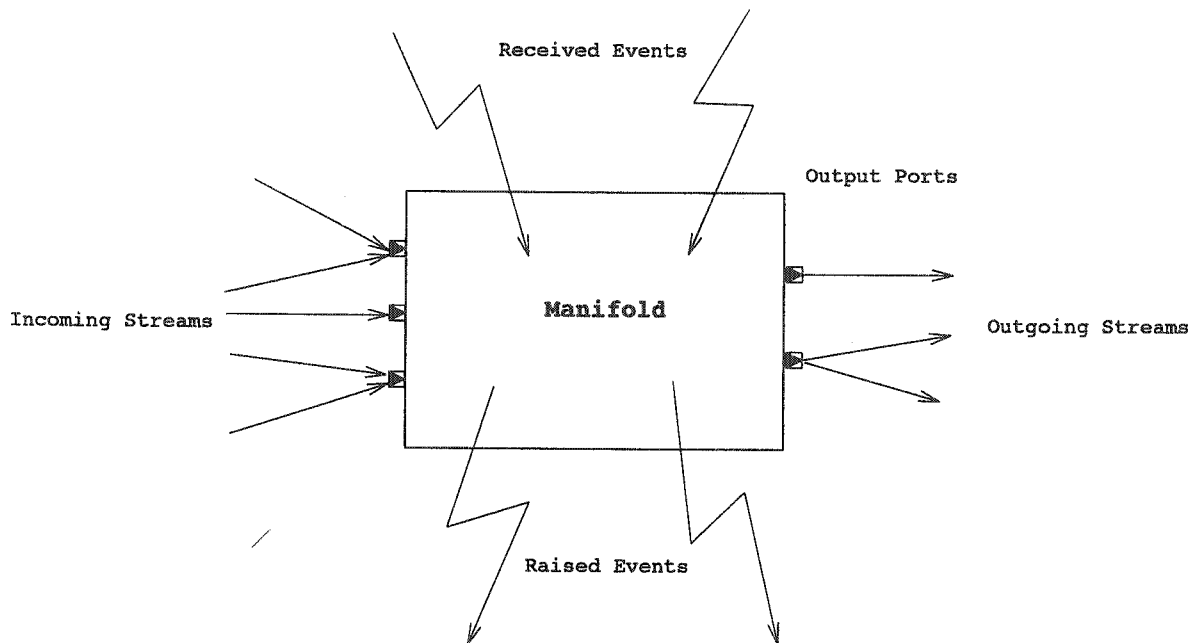 Received Events
Output Ports
Manifold
Incoming Streams
Outgoing Streams
Raised Events